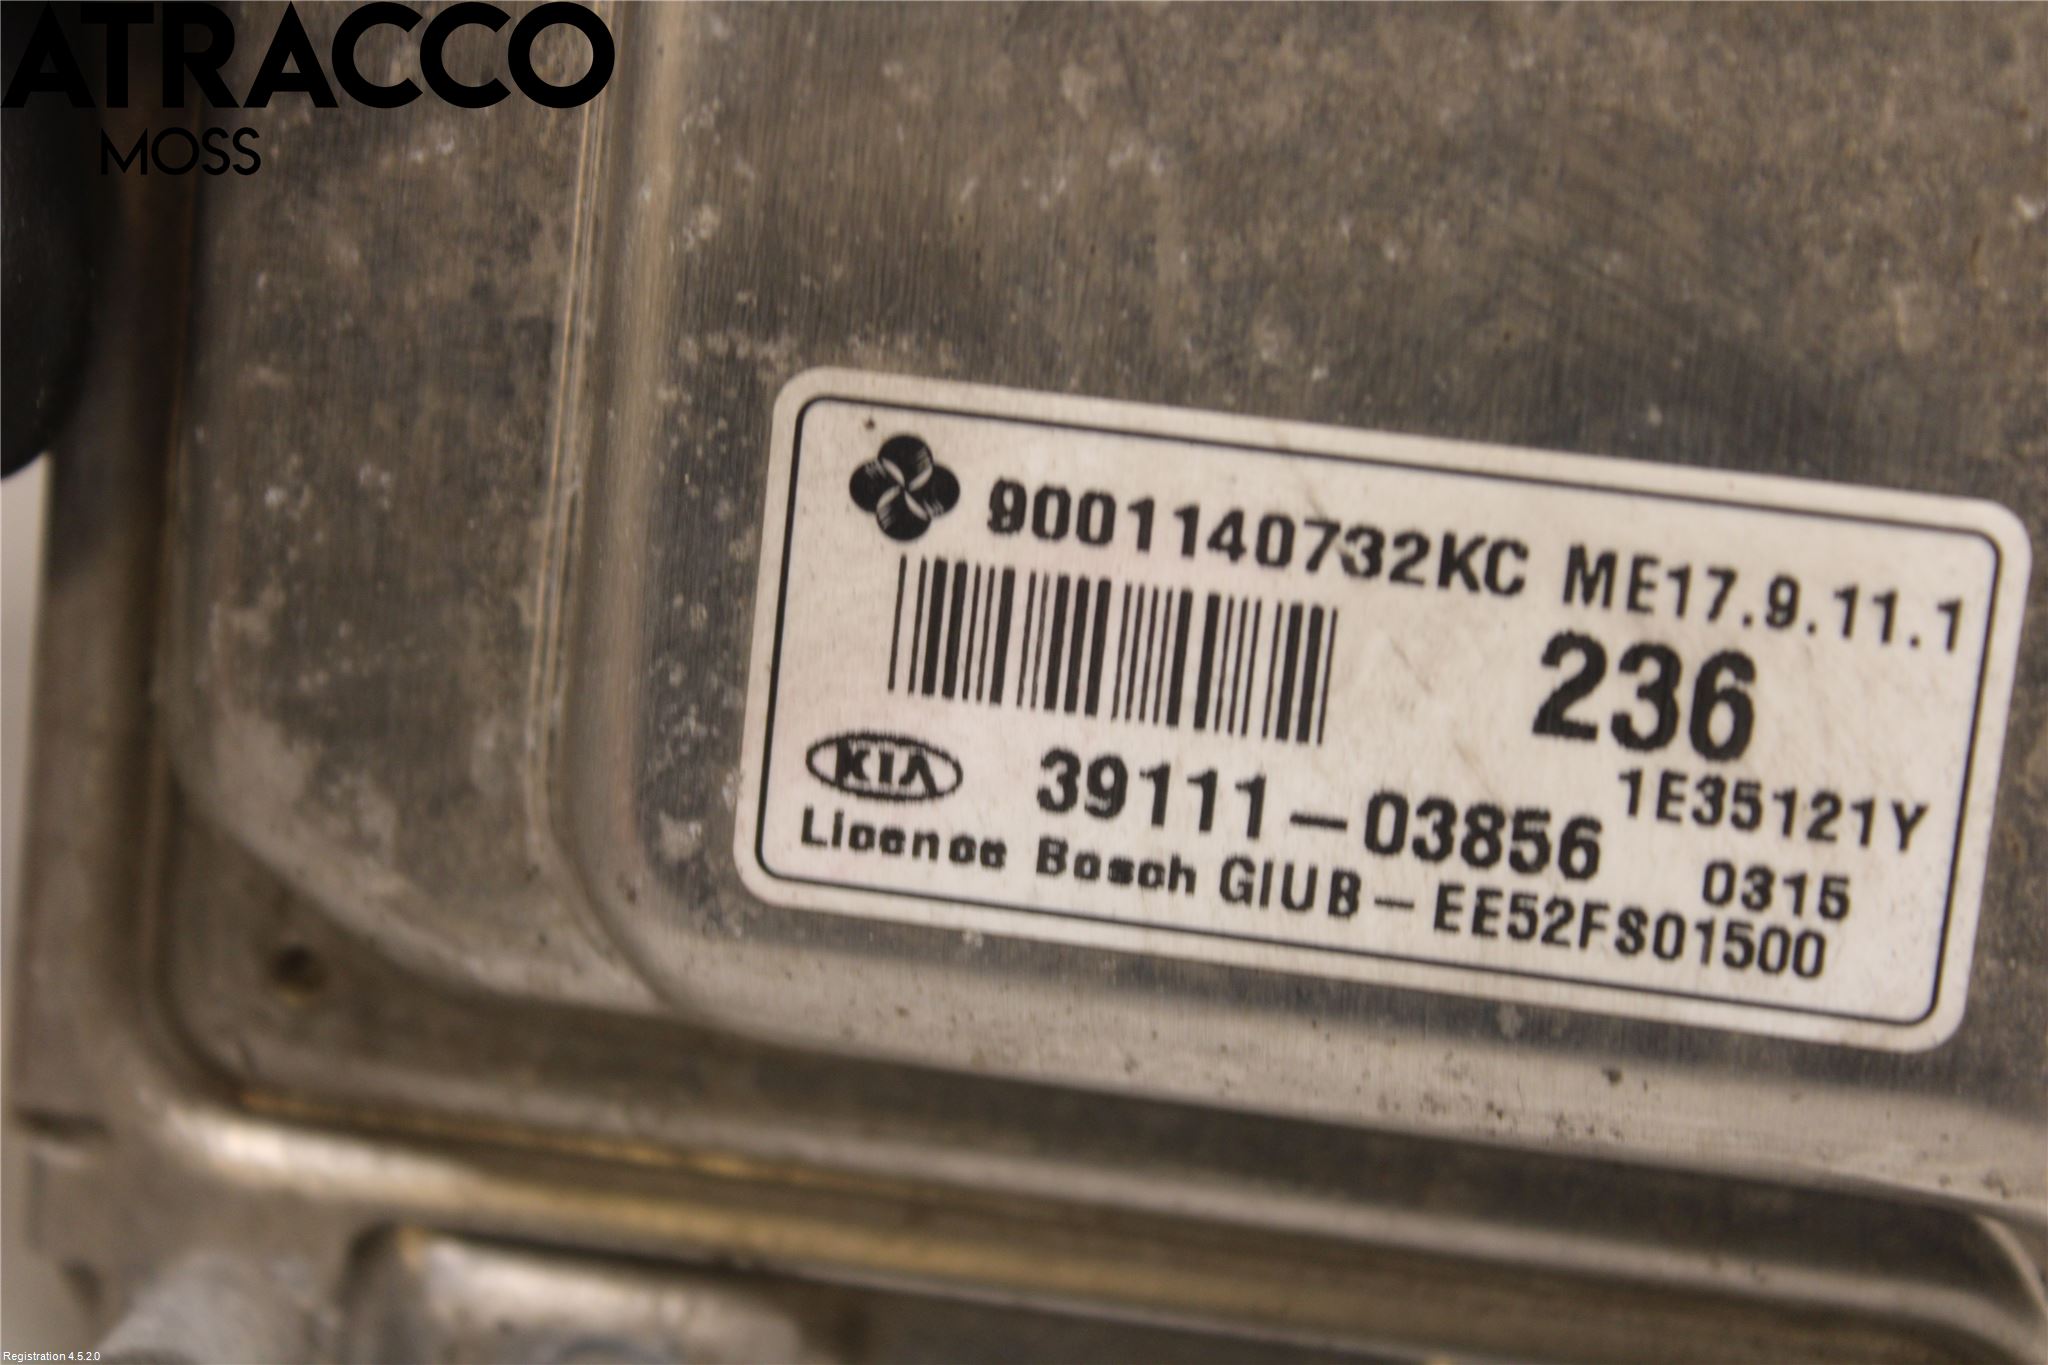 ATRACCO
MOSS
9001140732KC ME17.9.11.1
236
KIA 39111-03856 1E35121Y
0315
Licence Bosch GIUB-EE52FS01500
Registration 4.5.2.0